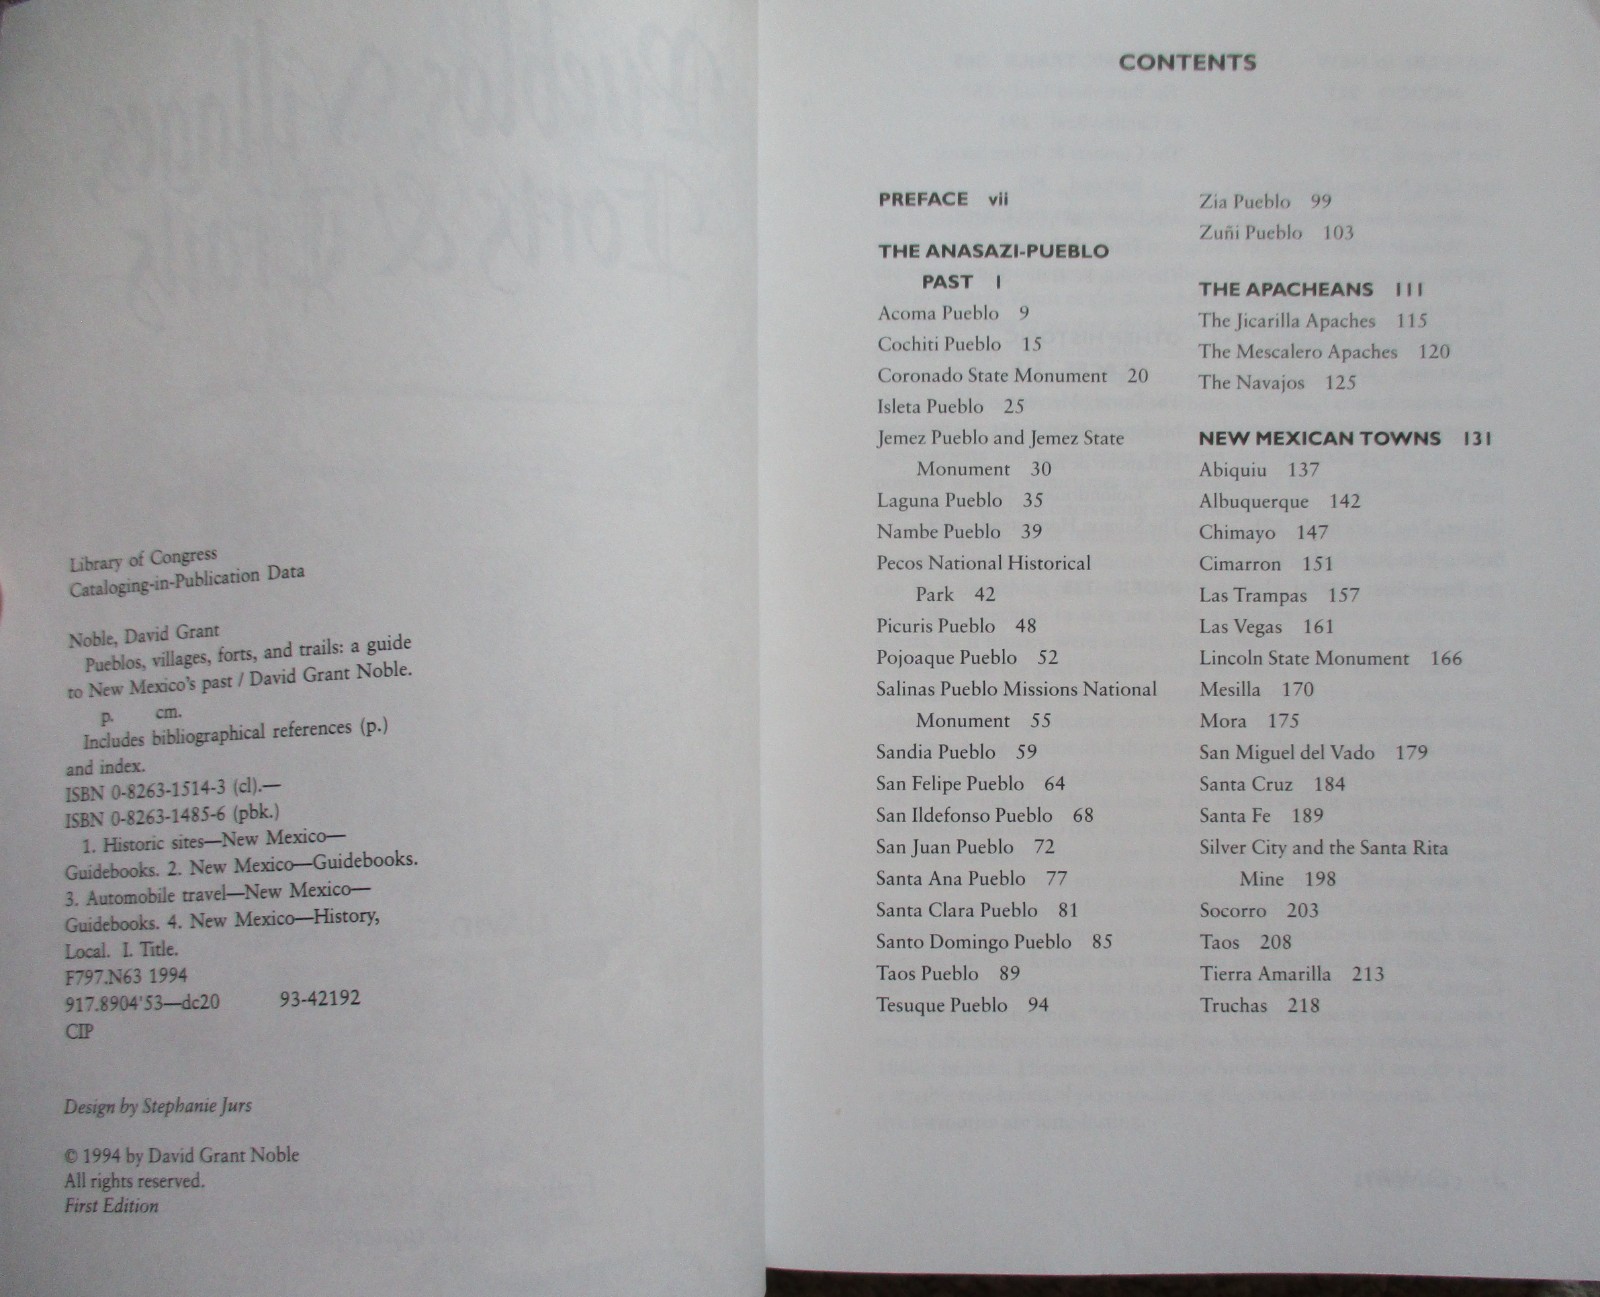 Library of Congress
Cataloging-in-Publication Data
Noble, David Grant
Pueblos, villages, forts, and trails: a guide
to New Mexico's past / David Grant Noble.
p. cm.
Includes bibliographical references (p.)
and index.
ISBN 0-8263-1514-3 (cl).—
ISBN 0-8263-1485-6 (pbk.)
1. Historic sites—New Mexico—
Guidebooks. 2. New Mexico—Guidebooks.
3. Automobile travel—New Mexico—
Guidebooks. 4. New Mexico—History,
Local. I. Title.
F797.N63 1994
917.8904'53—dc20 93-42192
CIP
Design by Stephanie Jurs
© 1994 by David Grant Noble
All rights reserved.
First Edition
CONTENTS
PREFACE vii
THE ANASAZI-PUEBLO
PAST 1
Acoma Pueblo 9
Cochiti Pueblo 15
Coronado State Monument 20
Isleta Pueblo 25
Jemez Pueblo and Jemez State
Monument 30
Laguna Pueblo 35
Nambe Pueblo 39
Pecos National Historical
Park 42
Picuris Pueblo 48
Pojoaque Pueblo 52
Salinas Pueblo Missions National
Monument 55
Sandia Pueblo 59
San Felipe Pueblo 64
San Ildefonso Pueblo 68
San Juan Pueblo 72
Santa Ana Pueblo 77
Santa Clara Pueblo 81
Santo Domingo Pueblo 85
Taos Pueblo 89
Tesuque Pueblo 94
Zia Pueblo 99
Zuñi Pueblo 103
THE APACHEANS 111
The Jicarilla Apaches 115
The Mescalero Apaches 120
The Navajos 125
NEW MEXICAN TOWNS 131
Abiquiu 137
Albuquerque 142
Chimayo 147
Cimarron 151
Las Trampas 157
Las Vegas 161
Lincoln State Monument 166
Mesilla 170
Mora 175
San Miguel del Vado 179
Santa Cruz 184
Santa Fe 189
Silver City and the Santa Rita
Mine 198
Socorro 203
Taos 208
Tierra Amarilla 213
Truchas 218